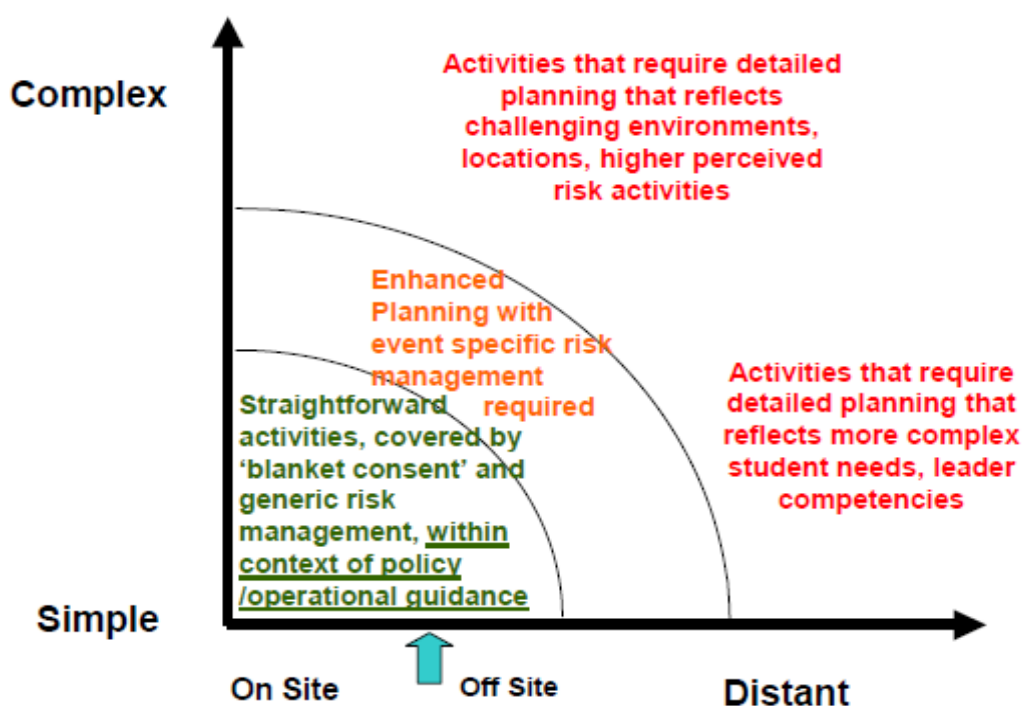 Complex
Activities that require detailed
planning that reflects
challenging environments,
locations, higher perceived
risk activities
Enhanced
Planning with
event specific risk
management
required
Straightforward
activities, covered by
‘blanket consent’ and
generic risk
management, within
context of policy
/operational guidance
Activities that require
detailed planning that
reflects more complex
student needs, leader
competencies
Simple
On Site
Off Site
Distant